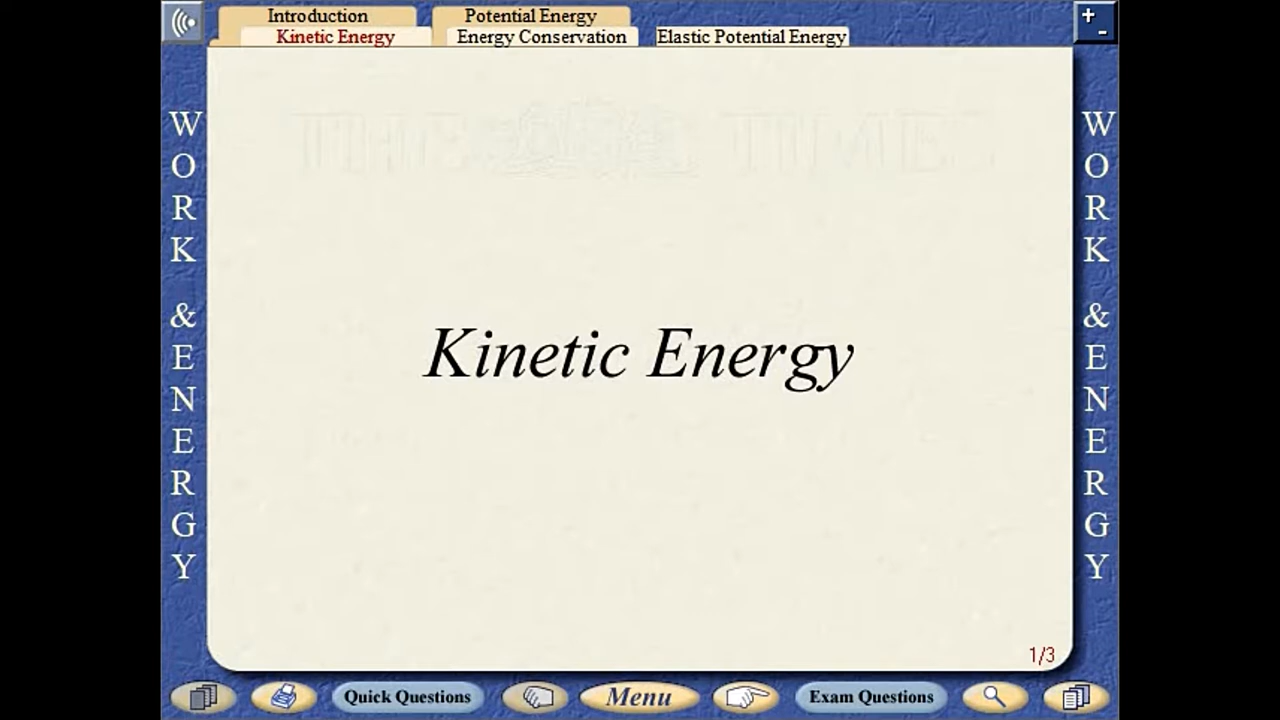 Introduction
Potential Energy
Kinetic Energy
Energy Conservation
Elastic Potential Energy
WORK & ENERGY
WORK & ENERGY
Kinetic Energy
1/3
Quick Questions
Menu
Exam Questions